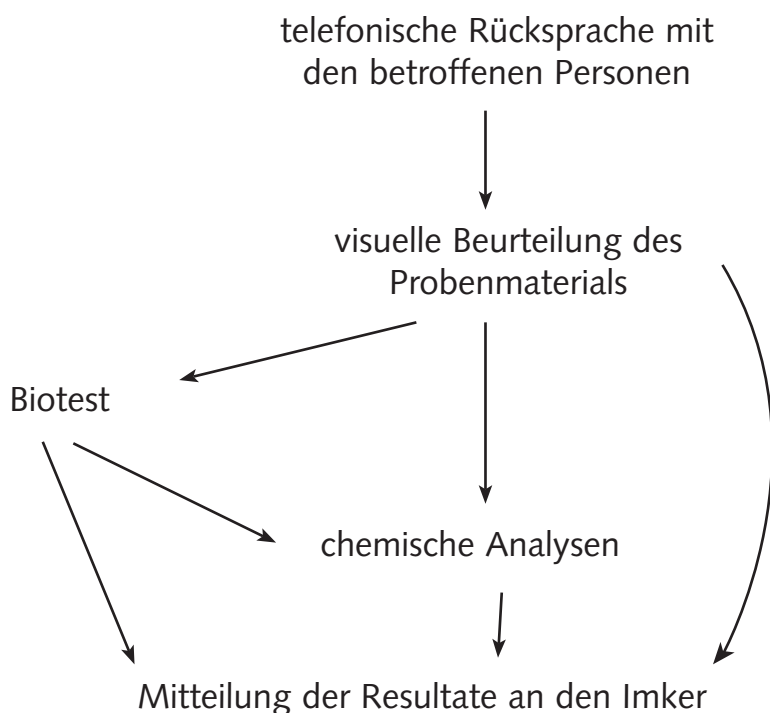 telefonische Rücksprache mit
den betroffenen Personen
visuelle Beurteilung des
Probenmaterials
Biotest
chemische Analysen
Mitteilung der Resultate an den Imker